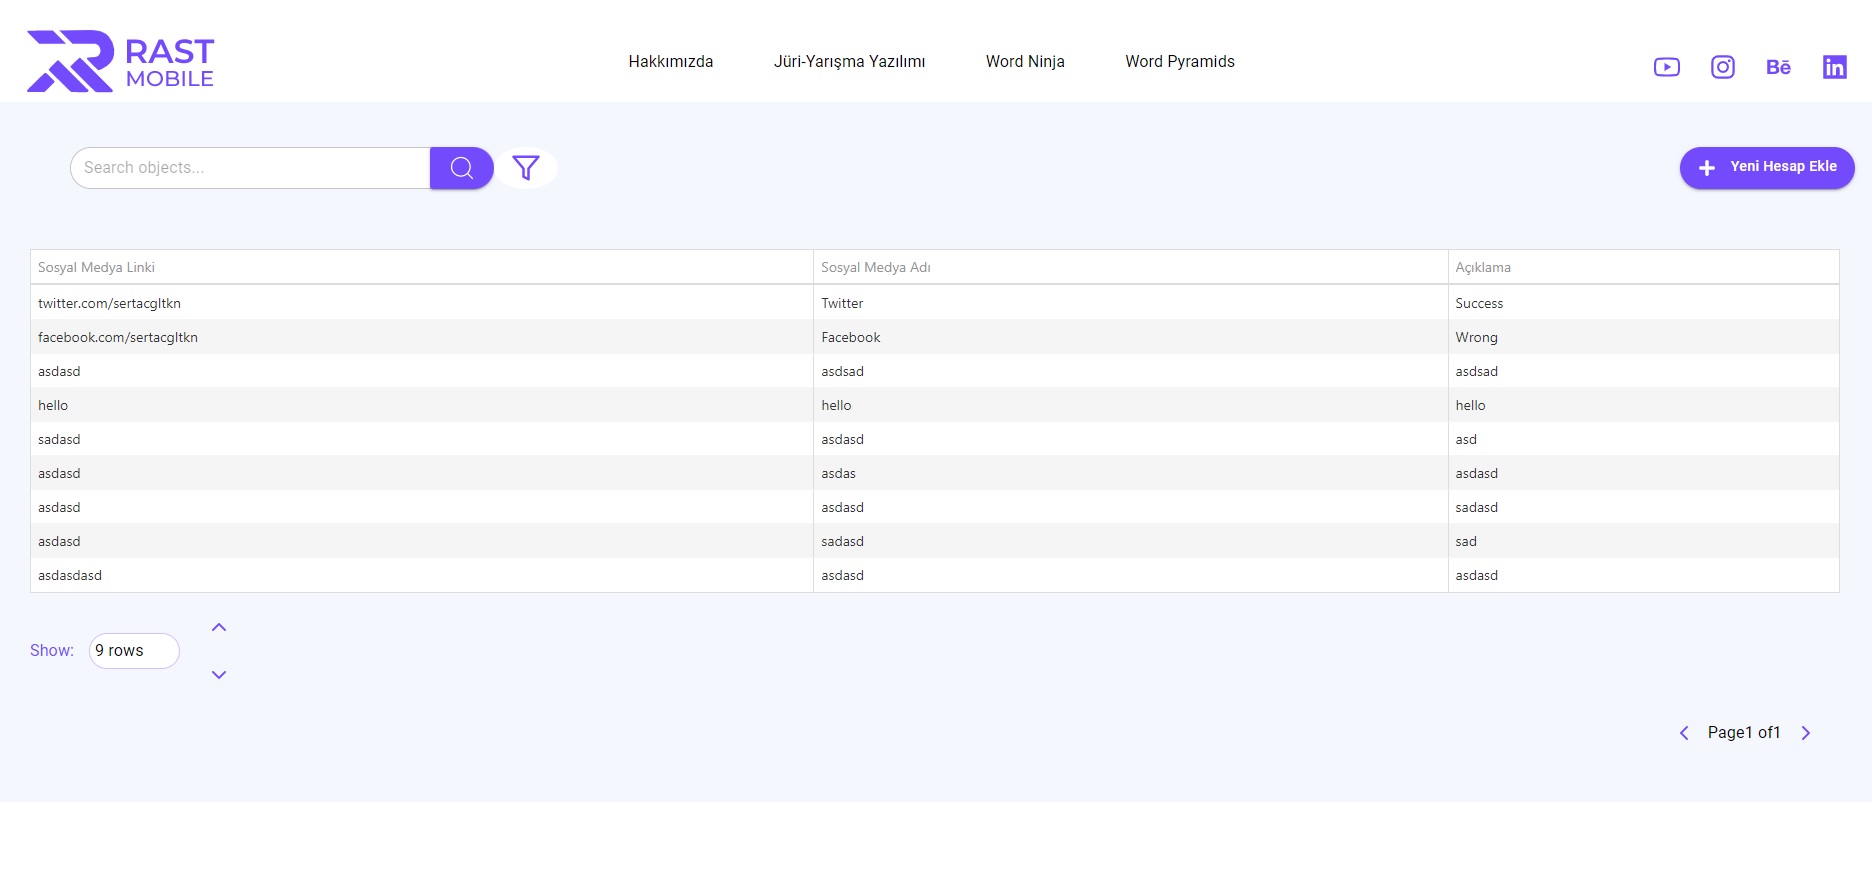 RAST
MOBILE
Hakkımızda Jüri-Yarışma Yazılımı Word Ninja Word Pyramids
Bē in
Search objects...
Yeni Hesap Ekle
Sosyal Medya Linki Sosyal Medya Adı Açıklama
twitter.com/sertacgltkn Twitter Success
facebook.com/sertacgltkn Facebook Wrong
asdasd asdsad asdsad
hello hello hello
sadasd asdasd asd
asdasd asdas asdasd
asdasd asdasd sadasd
asdasd sadasd sad
asdasdasd asdasd asdasd
Show: 9 rows
Page1 of1